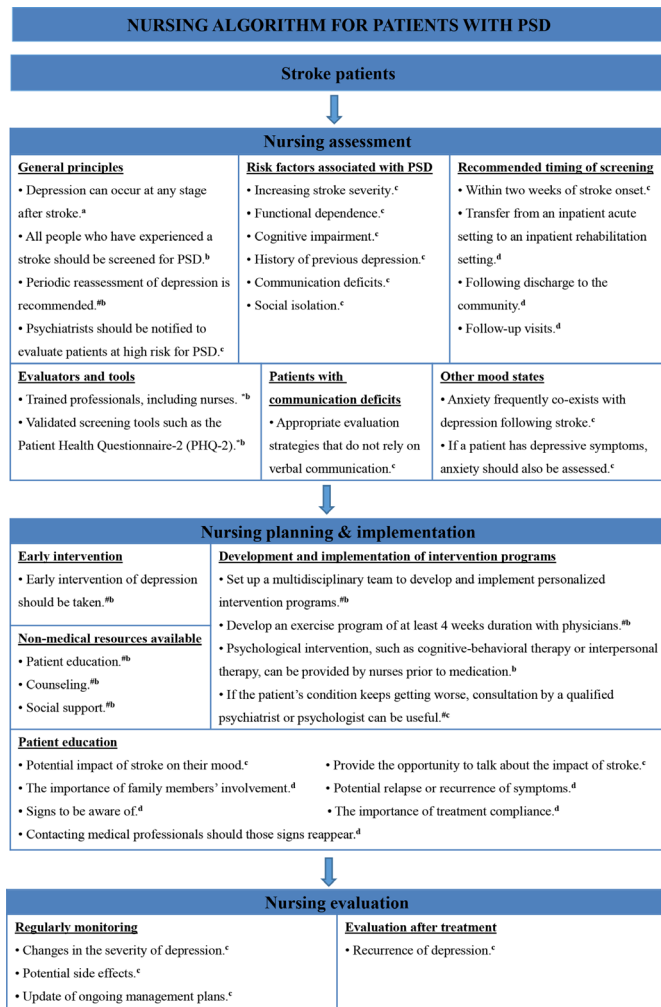 NURSING ALGORITHM FOR PATIENTS WITH PSD
Stroke patients
Nursing assessment
General principles
• Depression can occur at any stage
after stroke.ᵃ
• All people who have experienced a
stroke should be screened for PSD.ᵇ
• Periodic reassessment of depression is
recommended.#ᵇ
• Psychiatrists should be notified to
evaluate patients at high risk for PSD.ᶜ
Risk factors associated with PSD
• Increasing stroke severity.ᶜ
• Functional dependence.ᶜ
• Cognitive impairment.ᶜ
• History of previous depression.ᶜ
• Communication deficits.ᶜ
• Social isolation.ᶜ
Recommended timing of screening
• Within two weeks of stroke onset.ᶜ
• Transfer from an inpatient acute
setting to an inpatient rehabilitation
setting.ᵈ
• Following discharge to the
community.ᵈ
• Follow-up visits.ᵈ
Evaluators and tools
• Trained professionals, including nurses. *ᵇ
• Validated screening tools such as the
Patient Health Questionnaire-2 (PHQ-2).*ᵇ
Patients with
communication deficits
• Appropriate evaluation
strategies that do not rely on
verbal communication.ᶜ
Other mood states
• Anxiety frequently co-exists with
depression following stroke.ᶜ
• If a patient has depressive symptoms,
anxiety should also be assessed.ᶜ
Nursing planning & implementation
Early intervention
• Early intervention of depression
should be taken.#ᵇ
Non-medical resources available
• Patient education.#ᵇ
• Counseling.#ᵇ
• Social support.#ᵇ
Development and implementation of intervention programs
• Set up a multidisciplinary team to develop and implement personalized
intervention programs.#ᵇ
• Develop an exercise program of at least 4 weeks duration with physicians.#ᵇ
• Psychological intervention, such as cognitive-behavioral therapy or interpersonal
therapy, can be provided by nurses prior to medication.ᵇ
• If the patient's condition keeps getting worse, consultation by a qualified
psychiatrist or psychologist can be useful.#ᶜ
Patient education
• Potential impact of stroke on their mood.ᶜ
• Provide the opportunity to talk about the impact of stroke.ᶜ
• The importance of family members' involvement.ᵈ
• Potential relapse or recurrence of symptoms.ᵈ
• Signs to be aware of.ᵈ
• The importance of treatment compliance.ᵈ
• Contacting medical professionals should those signs reappear.ᵈ
Nursing evaluation
Regularly monitoring
• Changes in the severity of depression.ᶜ
• Potential side effects.ᶜ
• Update of ongoing management plans.ᶜ
Evaluation after treatment
• Recurrence of depression.ᶜ